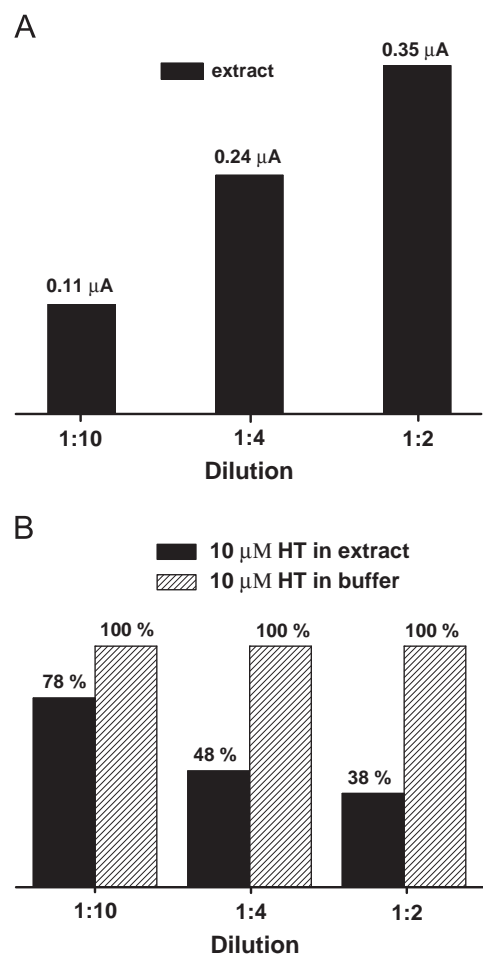 A
extract
0.11 μA
0.24 μA
0.35 μA
1:10
1:4
1:2
Dilution
B
10 μM HT in extract
10 μM HT in buffer
78 %
100 %
48 %
100 %
38 %
100 %
1:10
1:4
1:2
Dilution